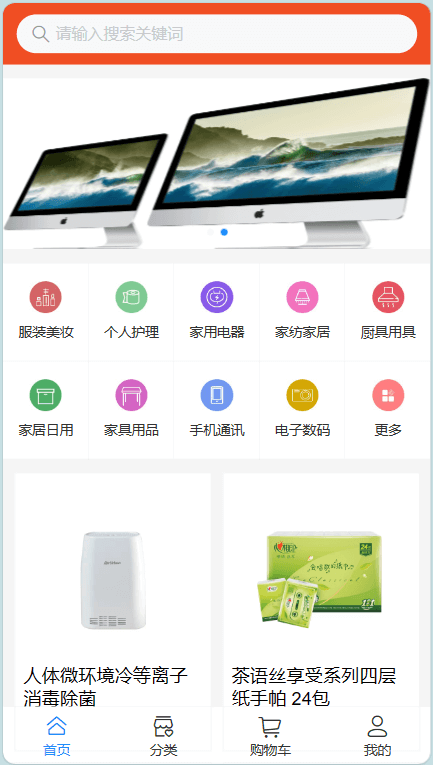 请输入搜索关键词
服装美妆 个人护理 家用电器 家纺家居 厨具用具
家居日用 家具用品 手机通讯 电子数码 更多
人体微环境冷等离子
消毒除菌
茶语丝享受系列四层
纸手帕 24包
首页 分类 购物车 我的